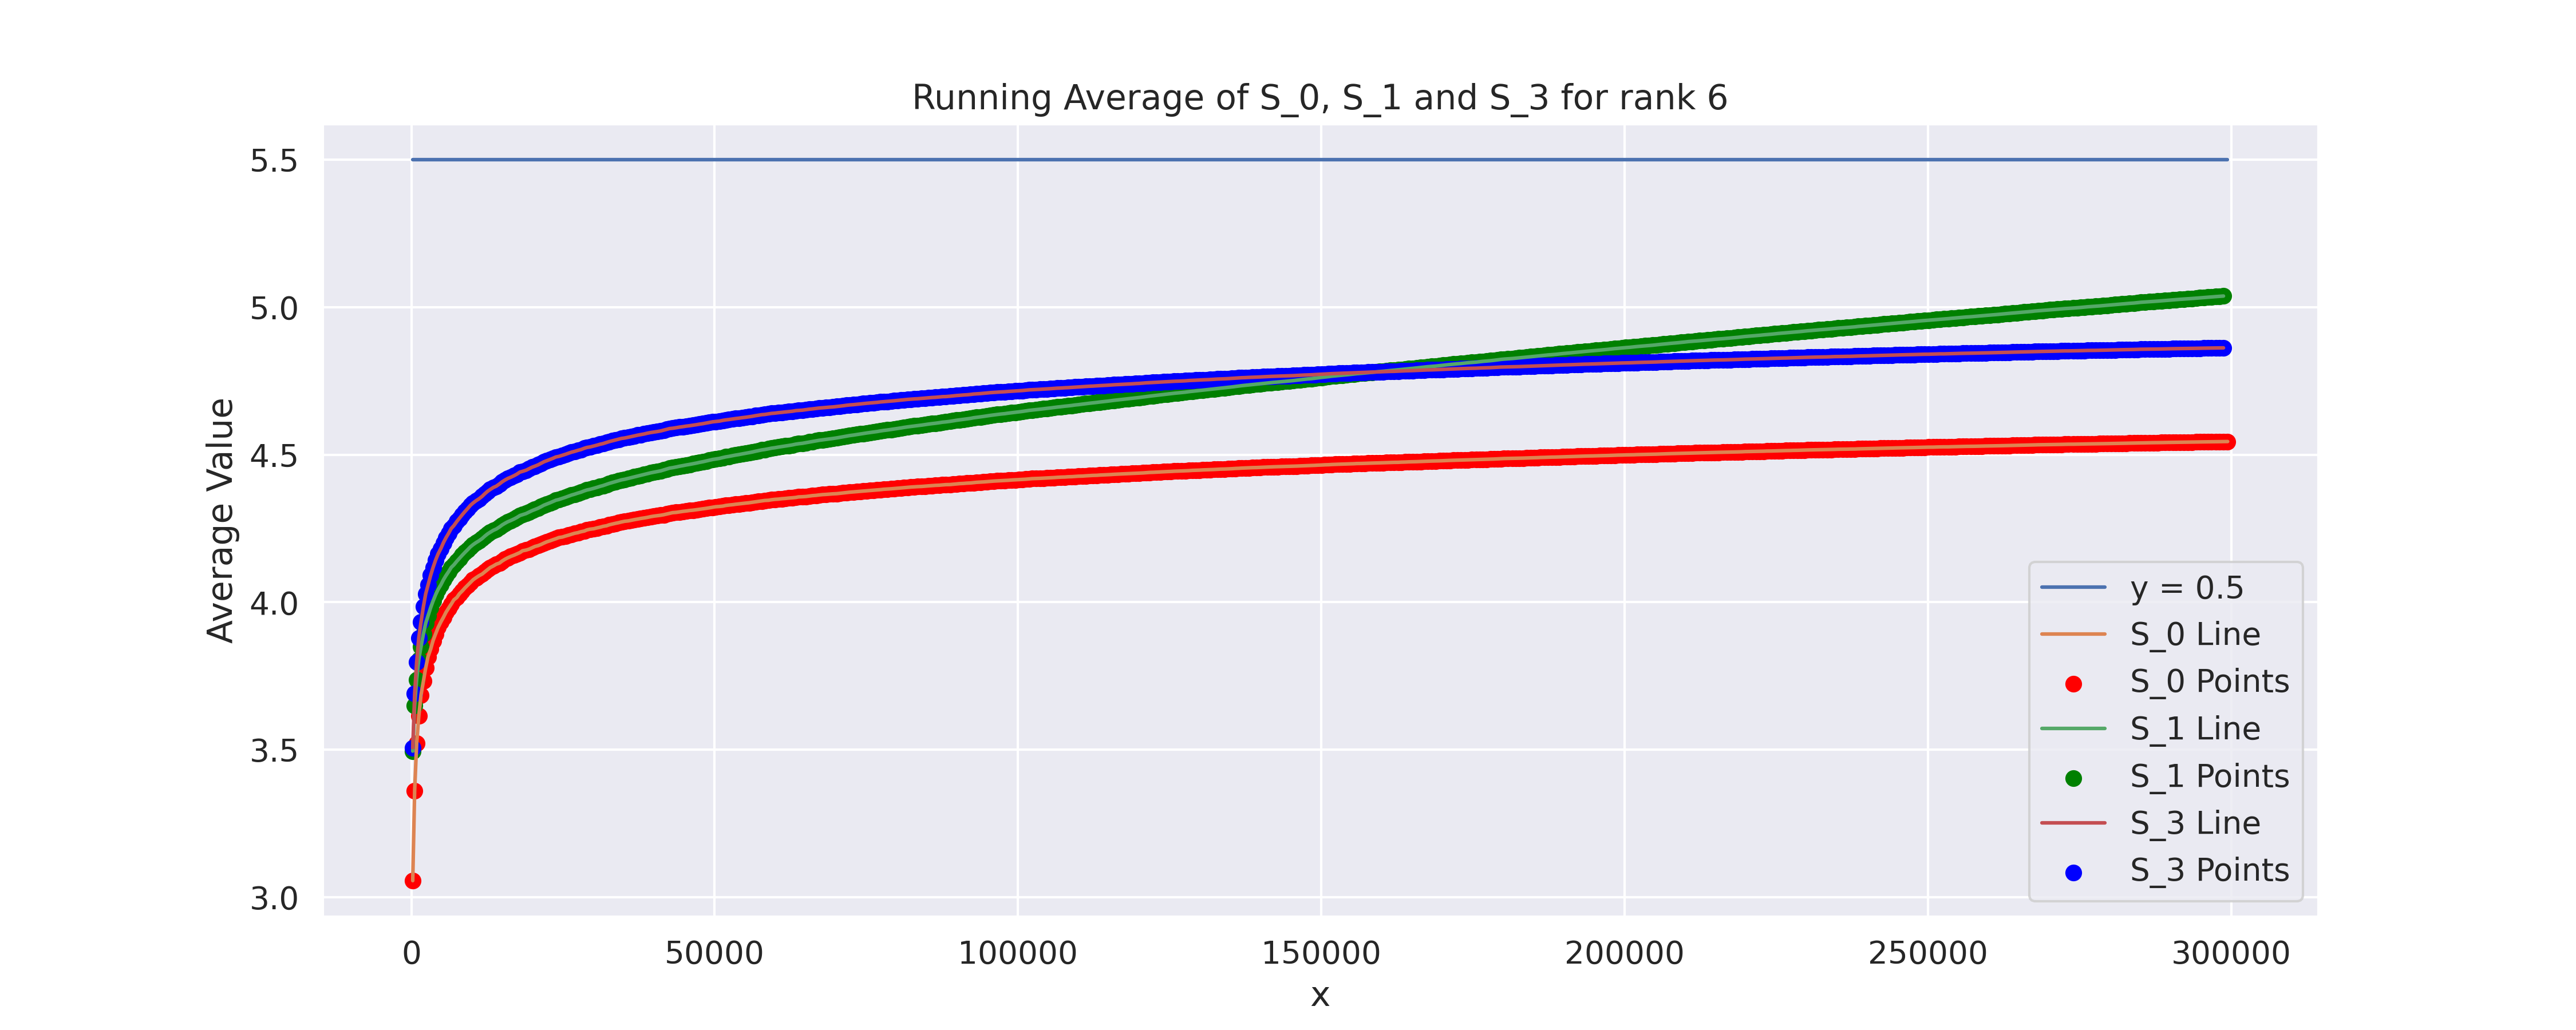 Running Average of S_0, S_1 and S_3 for rank 6
5.5
5.0
4.5
4.0
3.5
3.0
Average Value
0
50000
100000
150000
200000
250000
300000
x
y = 0.5
S_0 Line
S_0 Points
S_1 Line
S_1 Points
S_3 Line
S_3 Points